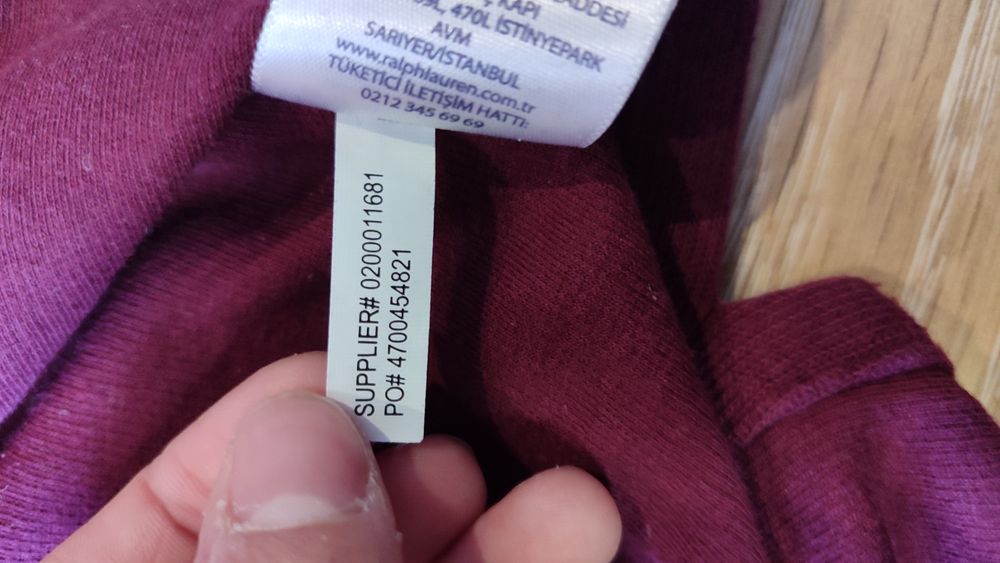 KAPI
470L İSTİNYEPARK
AVM
SARIYER/İSTANBUL
www.ralphlauren.com.tr
TÜKETİCİ İLETİŞİM HATTI:
0212 345 69 69
SUPPLIER# 0200011681
PO# 4700454821